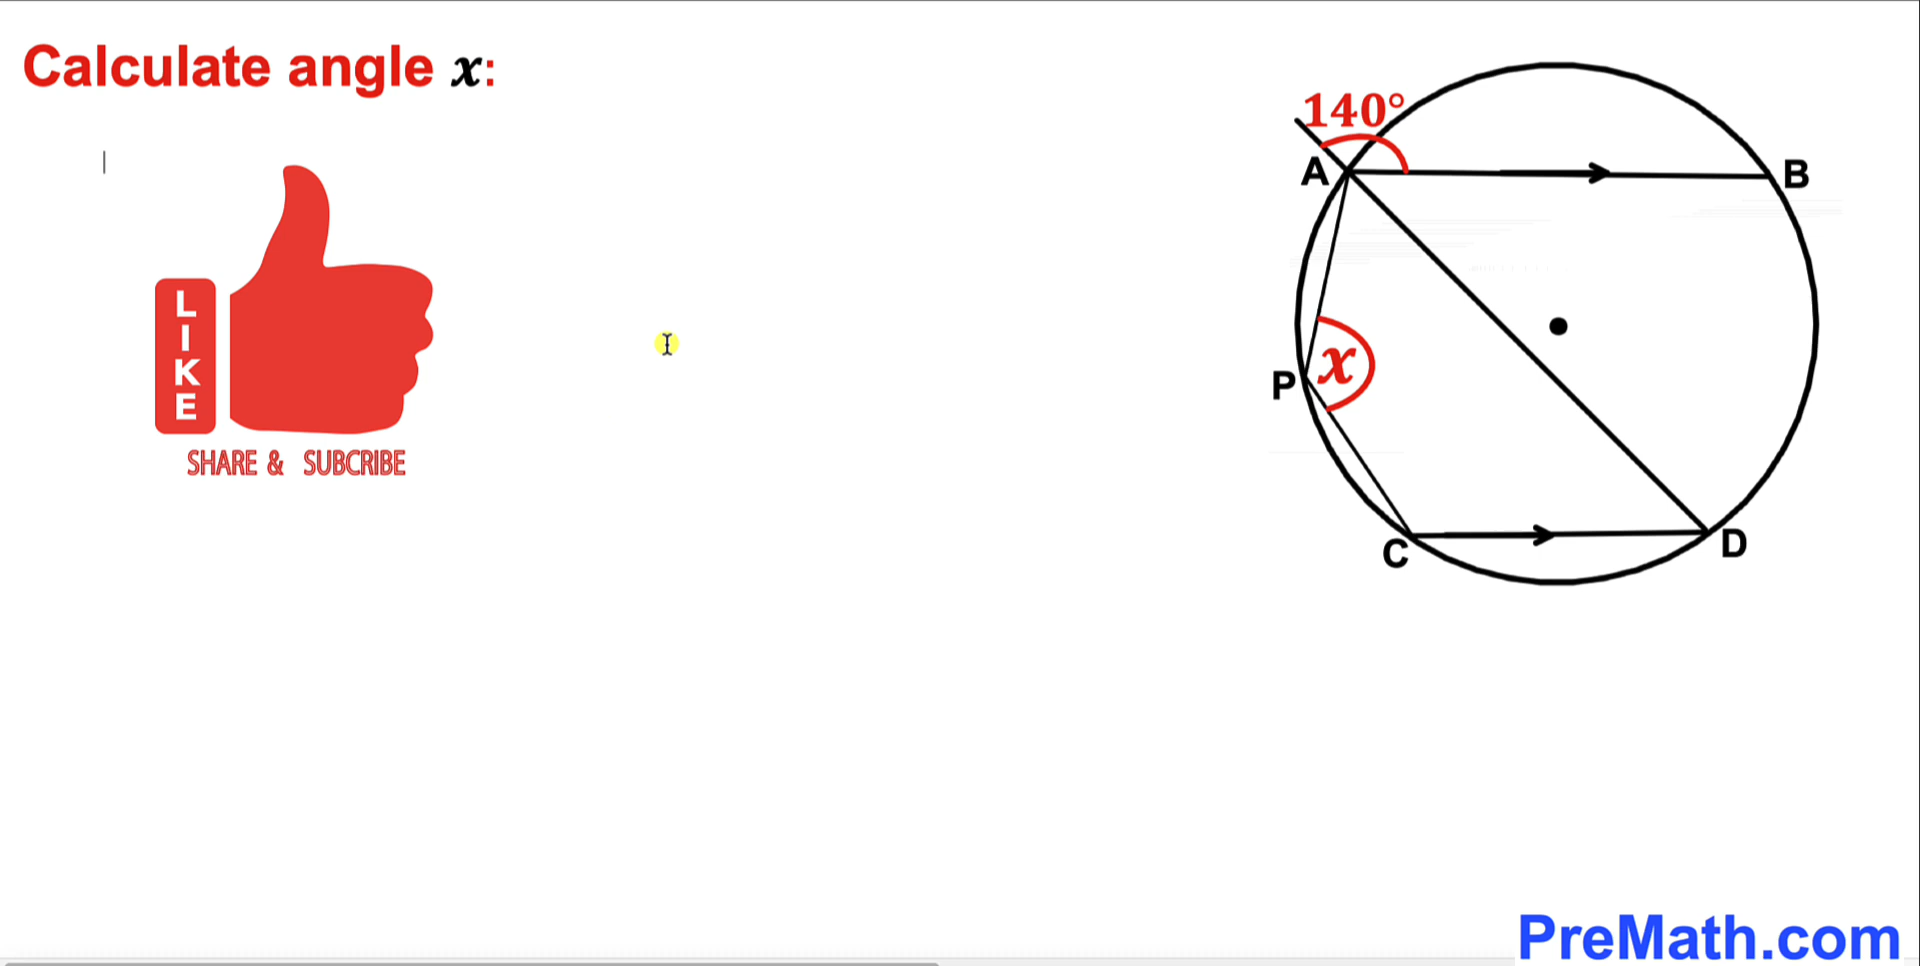 Calculate angle x:
140°
A
B
L
I
K
E
x
P
SHARE & SUBCRIBE
C
D
PreMath.com